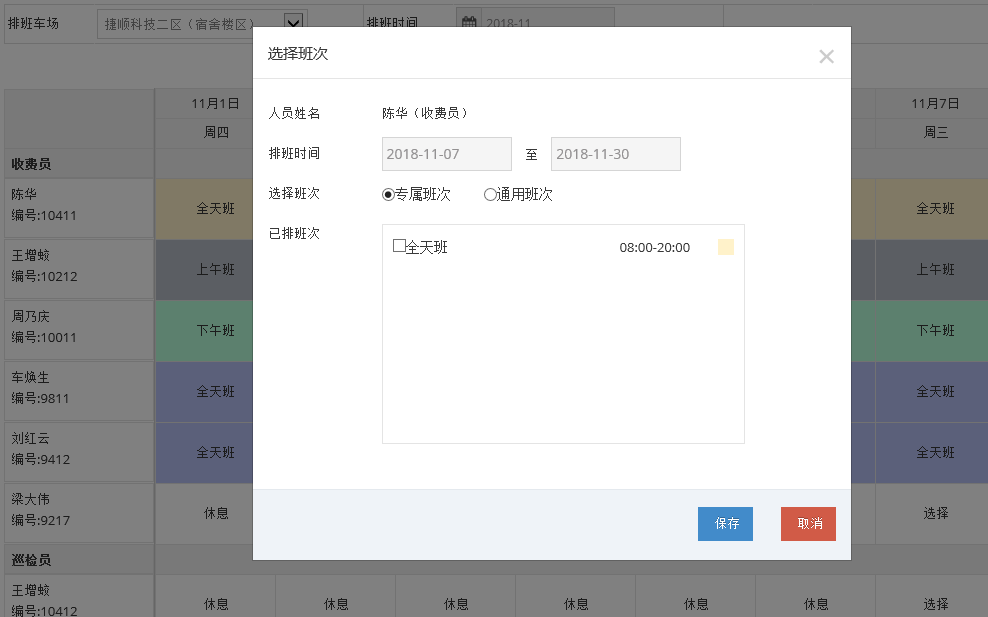 排班车场 捷顺科技二区（宿舍楼区） 排班时间 2018-11
选择班次
11月1日 11月7日
周四 周三
收费员
陈华
编号:10411
全天班 全天班
王增蛟
编号:10212
上午班 上午班
周乃庆
编号:10011
下午班 下午班
车焕生
编号:9811
全天班 全天班
刘红云
编号:9412
全天班 全天班
梁大伟
编号:9217
休息 选择
巡检员
王增蛟
编号:10412
休息 休息 休息 休息 休息 休息 选择
人员姓名 陈华（收费员）
排班时间 2018-11-07 至 2018-11-30
选择班次 专属班次 通用班次
已排班次
全天班 08:00-20:00
保存 取消